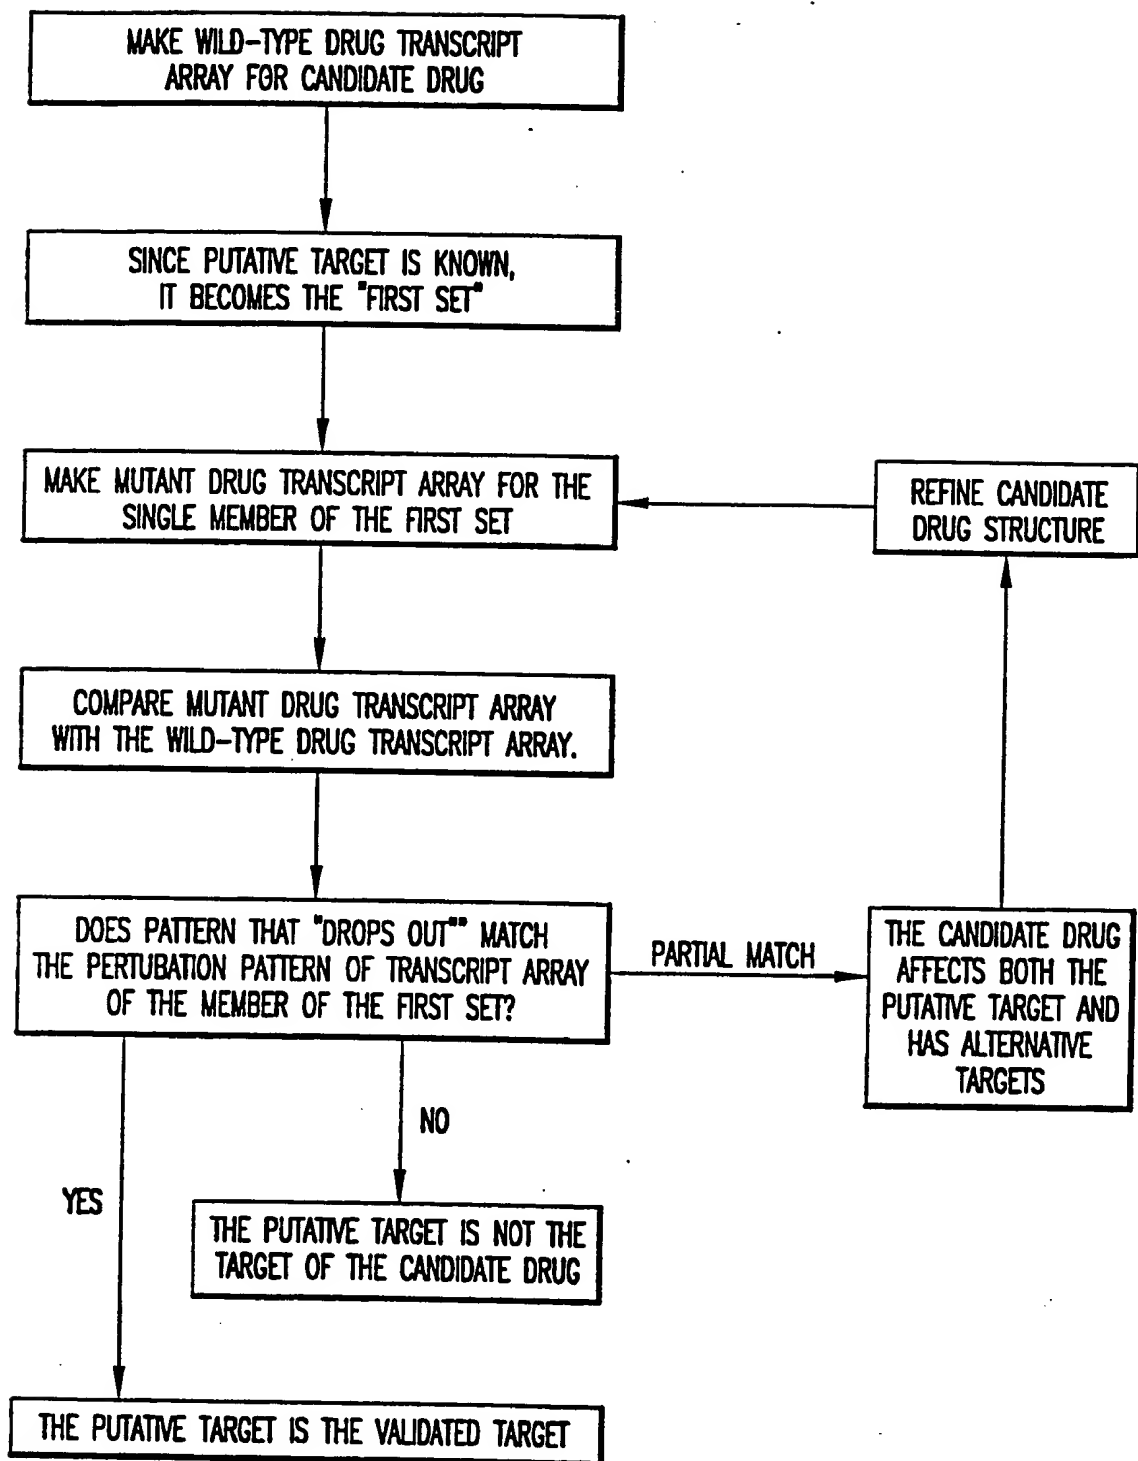 MAKE WILD-TYPE DRUG TRANSCRIPT
ARRAY FOR CANDIDATE DRUG
SINCE PUTATIVE TARGET IS KNOWN,
IT BECOMES THE "FIRST SET"
MAKE MUTANT DRUG TRANSCRIPT ARRAY FOR THE
SINGLE MEMBER OF THE FIRST SET
REFINE CANDIDATE
DRUG STRUCTURE
COMPARE MUTANT DRUG TRANSCRIPT ARRAY
WITH THE WILD-TYPE DRUG TRANSCRIPT ARRAY.
DOES PATTERN THAT "DROPS OUT"" MATCH
THE PERTUBATION PATTERN OF TRANSCRIPT ARRAY
OF THE MEMBER OF THE FIRST SET?
PARTIAL MATCH
THE CANDIDATE DRUG
AFFECTS BOTH THE
PUTATIVE TARGET AND
HAS ALTERNATIVE
TARGETS
NO
YES
THE PUTATIVE TARGET IS NOT THE
TARGET OF THE CANDIDATE DRUG
THE PUTATIVE TARGET IS THE VALIDATED TARGET